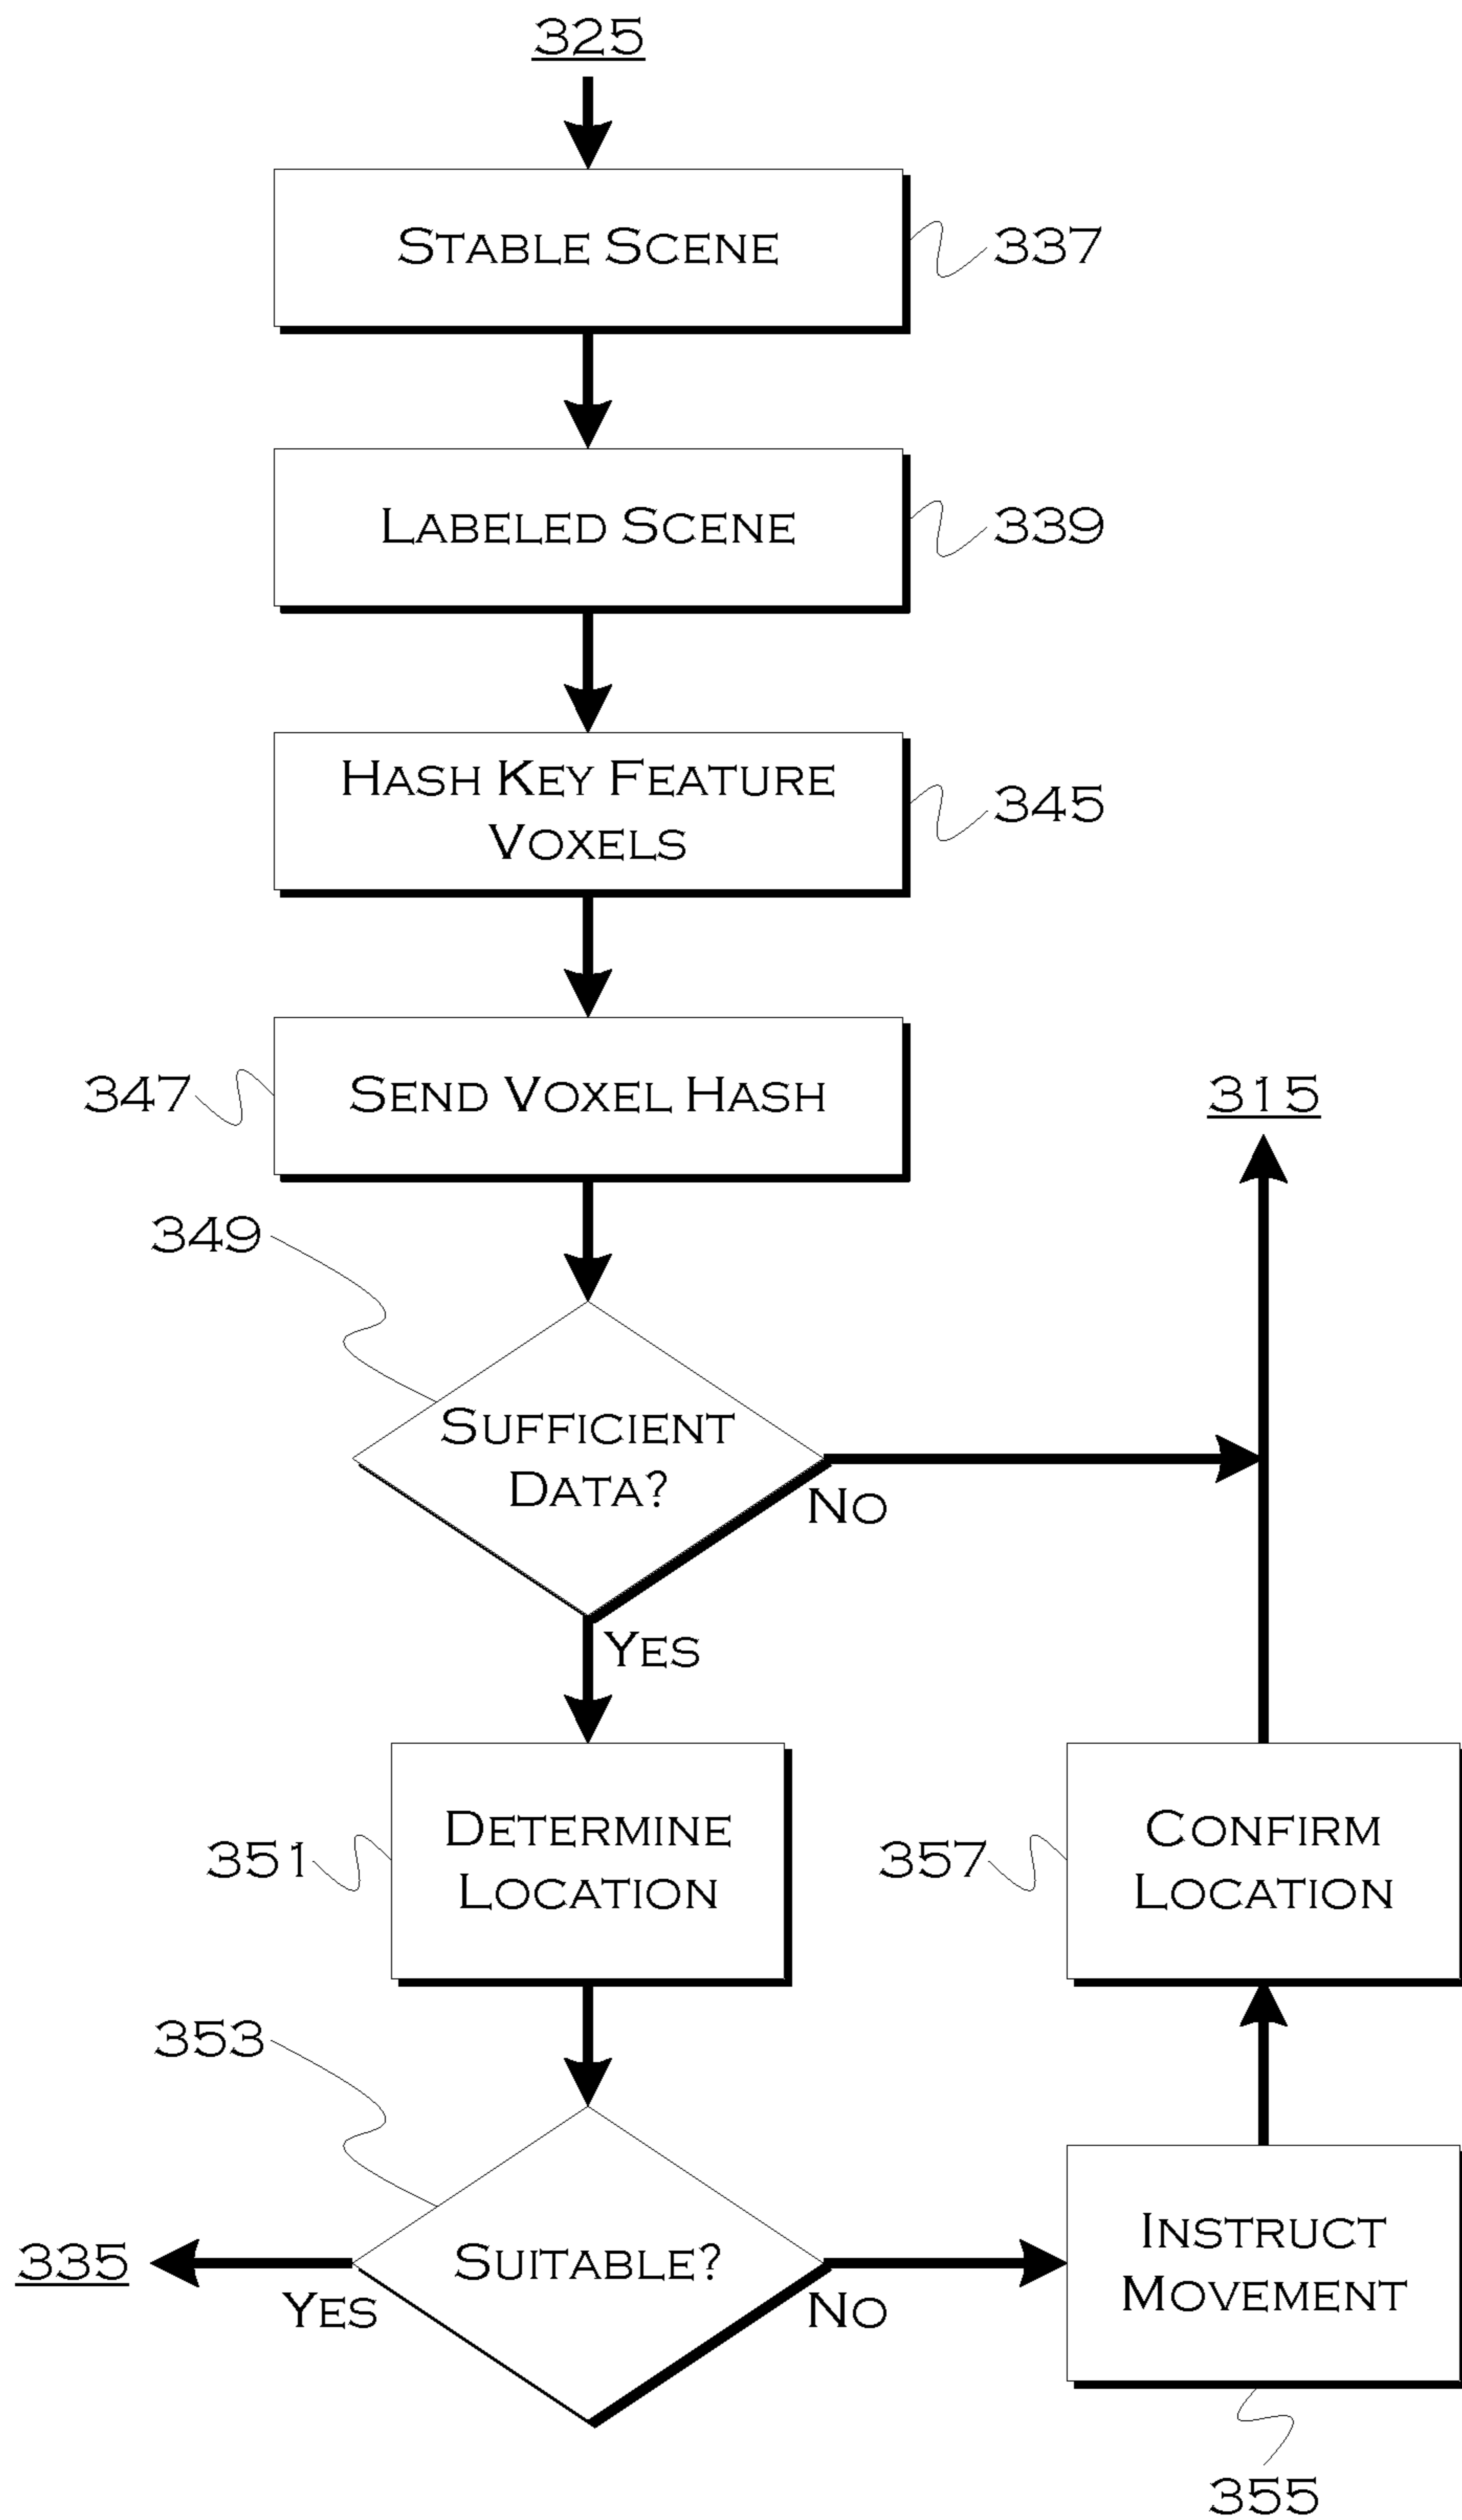 325
Stable Scene
337
Labeled Scene
339
Hash Key Feature
Voxels
345
347
Send Voxel Hash
315
349
Sufficient
Data?
No
Yes
351
Determine
Location
357
Confirm
Location
353
335
Suitable?
Yes
No
Instruct
Movement
355